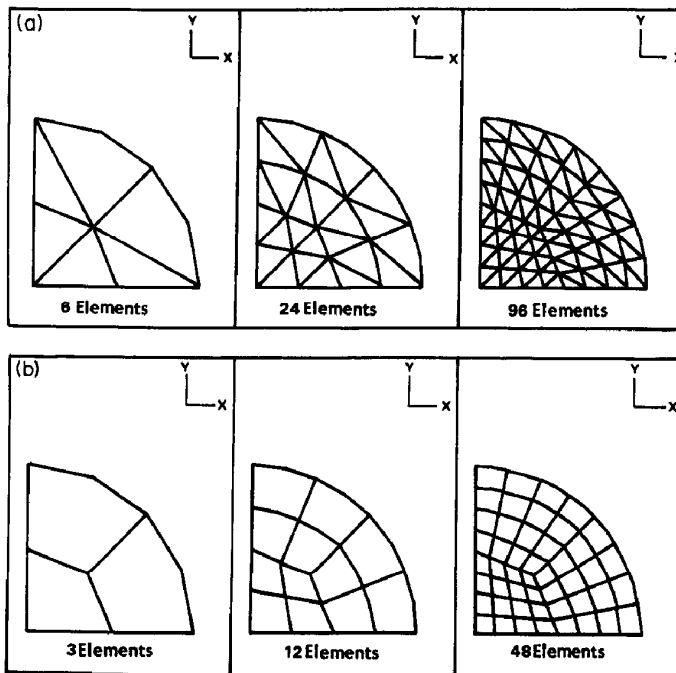 (a)
Y
X
6 Elements
Y
X
24 Elements
Y
X
96 Elements
(b)
Y
X
3 Elements
Y
X
12 Elements
Y
X
48 Elements